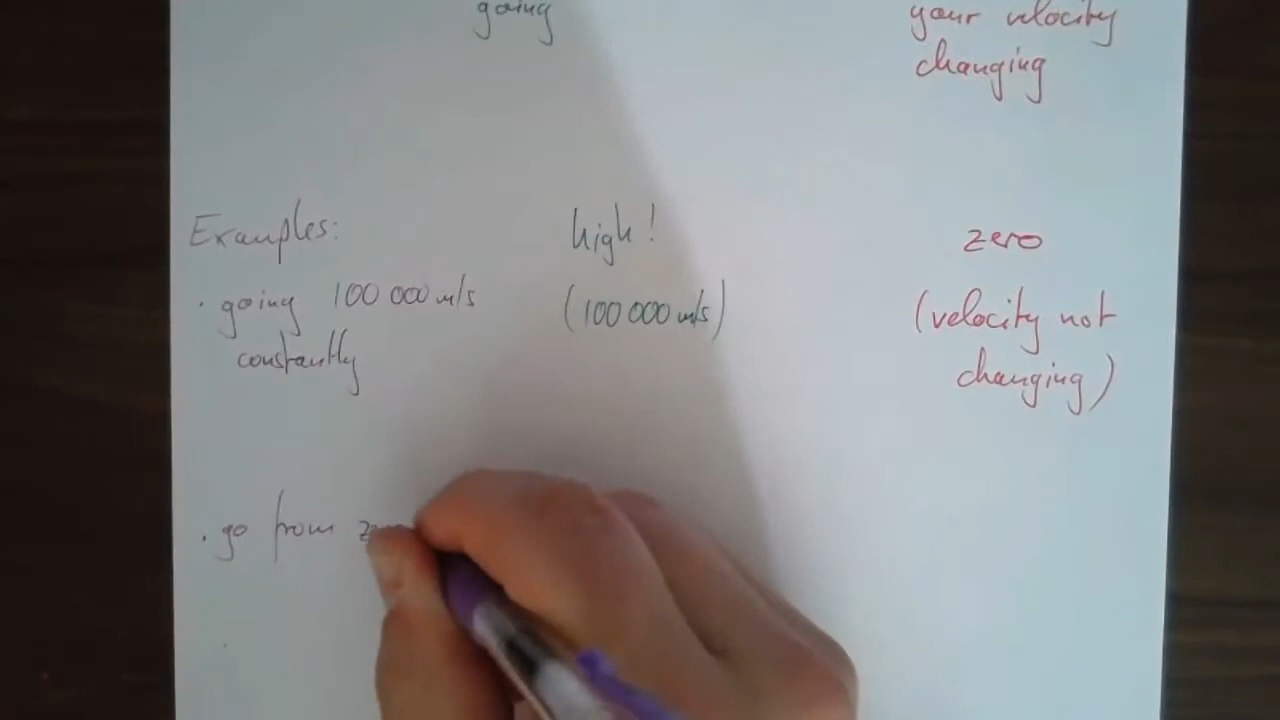 going
your velocity
changing
Examples:
high!
zero
· going 100 000 m/s
constantly
(100 000 m/s)
(velocity not
changing)
· go from